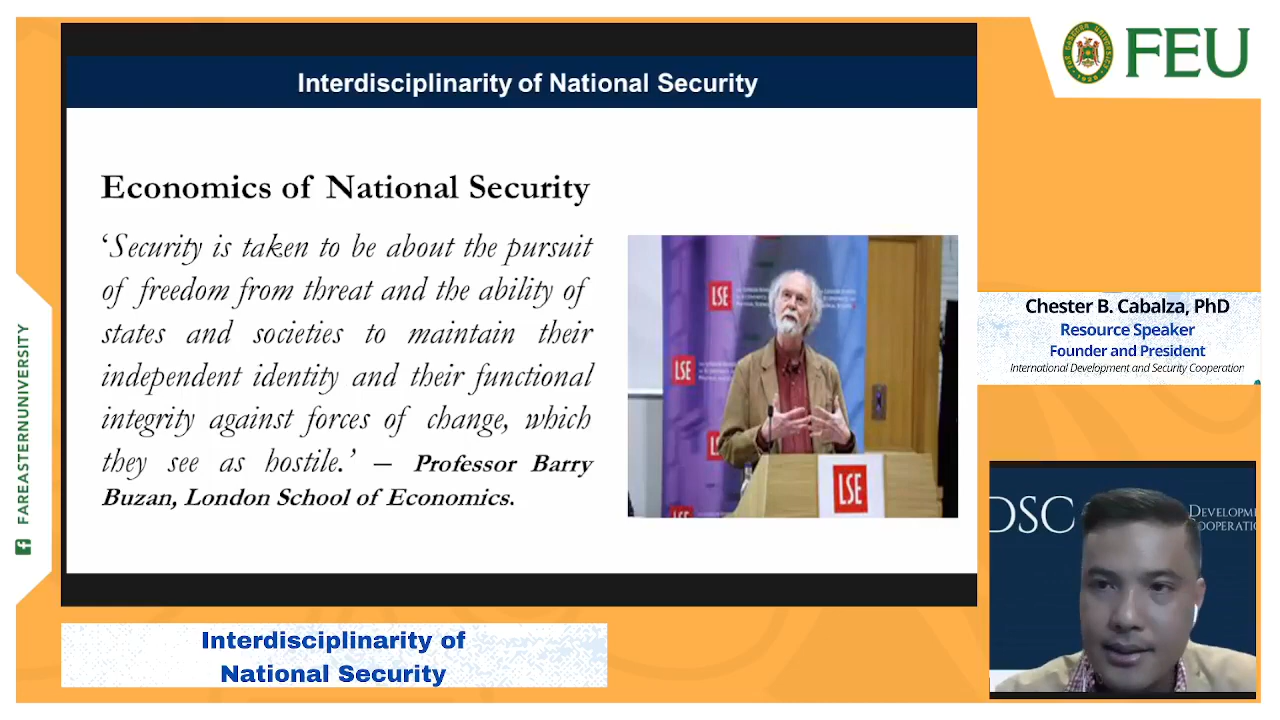 FEU
Interdisciplinarity of National Security
Economics of National Security
‘Security is taken to be about the pursuit
of freedom from threat and the ability of
states and societies to maintain their
independent identity and their functional
integrity against forces of change, which
they see as hostile.’ – Professor Barry
Buzan, London School of Economics.
LSE
LSE
LSE
Chester B. Cabalza, PhD
Resource Speaker
Founder and President
International Development and Security Cooperation
DSC
FAREASTERNUNIVERSITY
Interdisciplinarity of
National Security